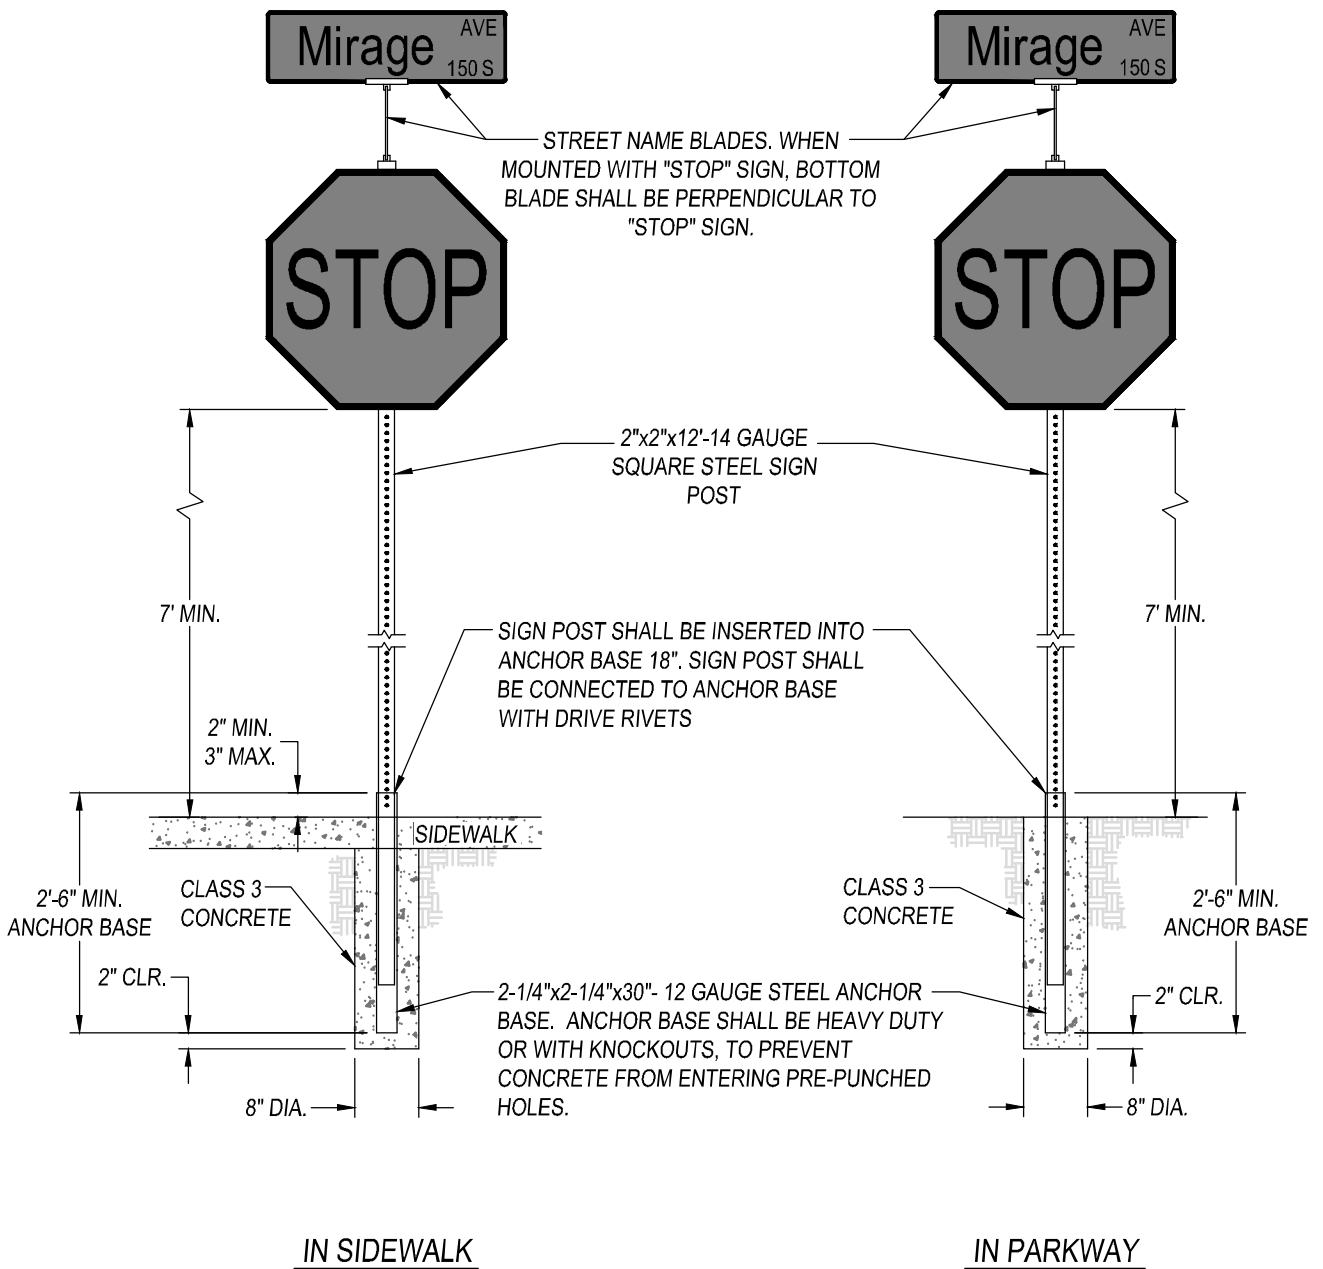 Mirage
AVE
150 S
Mirage
AVE
150 S
STREET NAME BLADES. WHEN
MOUNTED WITH "STOP" SIGN, BOTTOM
BLADE SHALL BE PERPENDICULAR TO
"STOP" SIGN.
STOP
STOP
2"x2"x12'-14 GAUGE
SQUARE STEEL SIGN
POST
7' MIN.
7' MIN.
SIGN POST SHALL BE INSERTED INTO
ANCHOR BASE 18". SIGN POST SHALL
BE CONNECTED TO ANCHOR BASE
WITH DRIVE RIVETS
2" MIN.
3" MAX.
SIDEWALK
2'-6" MIN.
ANCHOR BASE
CLASS 3
CONCRETE
CLASS 3
CONCRETE
2'-6" MIN.
ANCHOR BASE
2" CLR.
2-1/4"x2-1/4"x30"- 12 GAUGE STEEL ANCHOR
BASE. ANCHOR BASE SHALL BE HEAVY DUTY
OR WITH KNOCKOUTS, TO PREVENT
CONCRETE FROM ENTERING PRE-PUNCHED
HOLES.
2" CLR.
8" DIA.
8" DIA.
IN SIDEWALK
IN PARKWAY